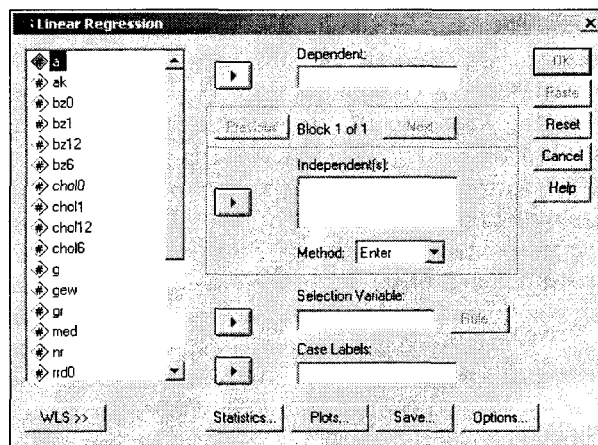 Linear Regression
a
ak
bz0
bz1
bz12
bz6
chol0
chol1
chol12
chol6
g
gew
gr
med
nr
rrd0
WLS >>
Dependent:
Previous
Block 1 of 1
Next
Independent(s):
Method:
Enter
Selection Variable:
Rule...
Case Labels:
Statistics...
Plots...
Save...
Options...
OK
Paste
Reset
Cancel
Help